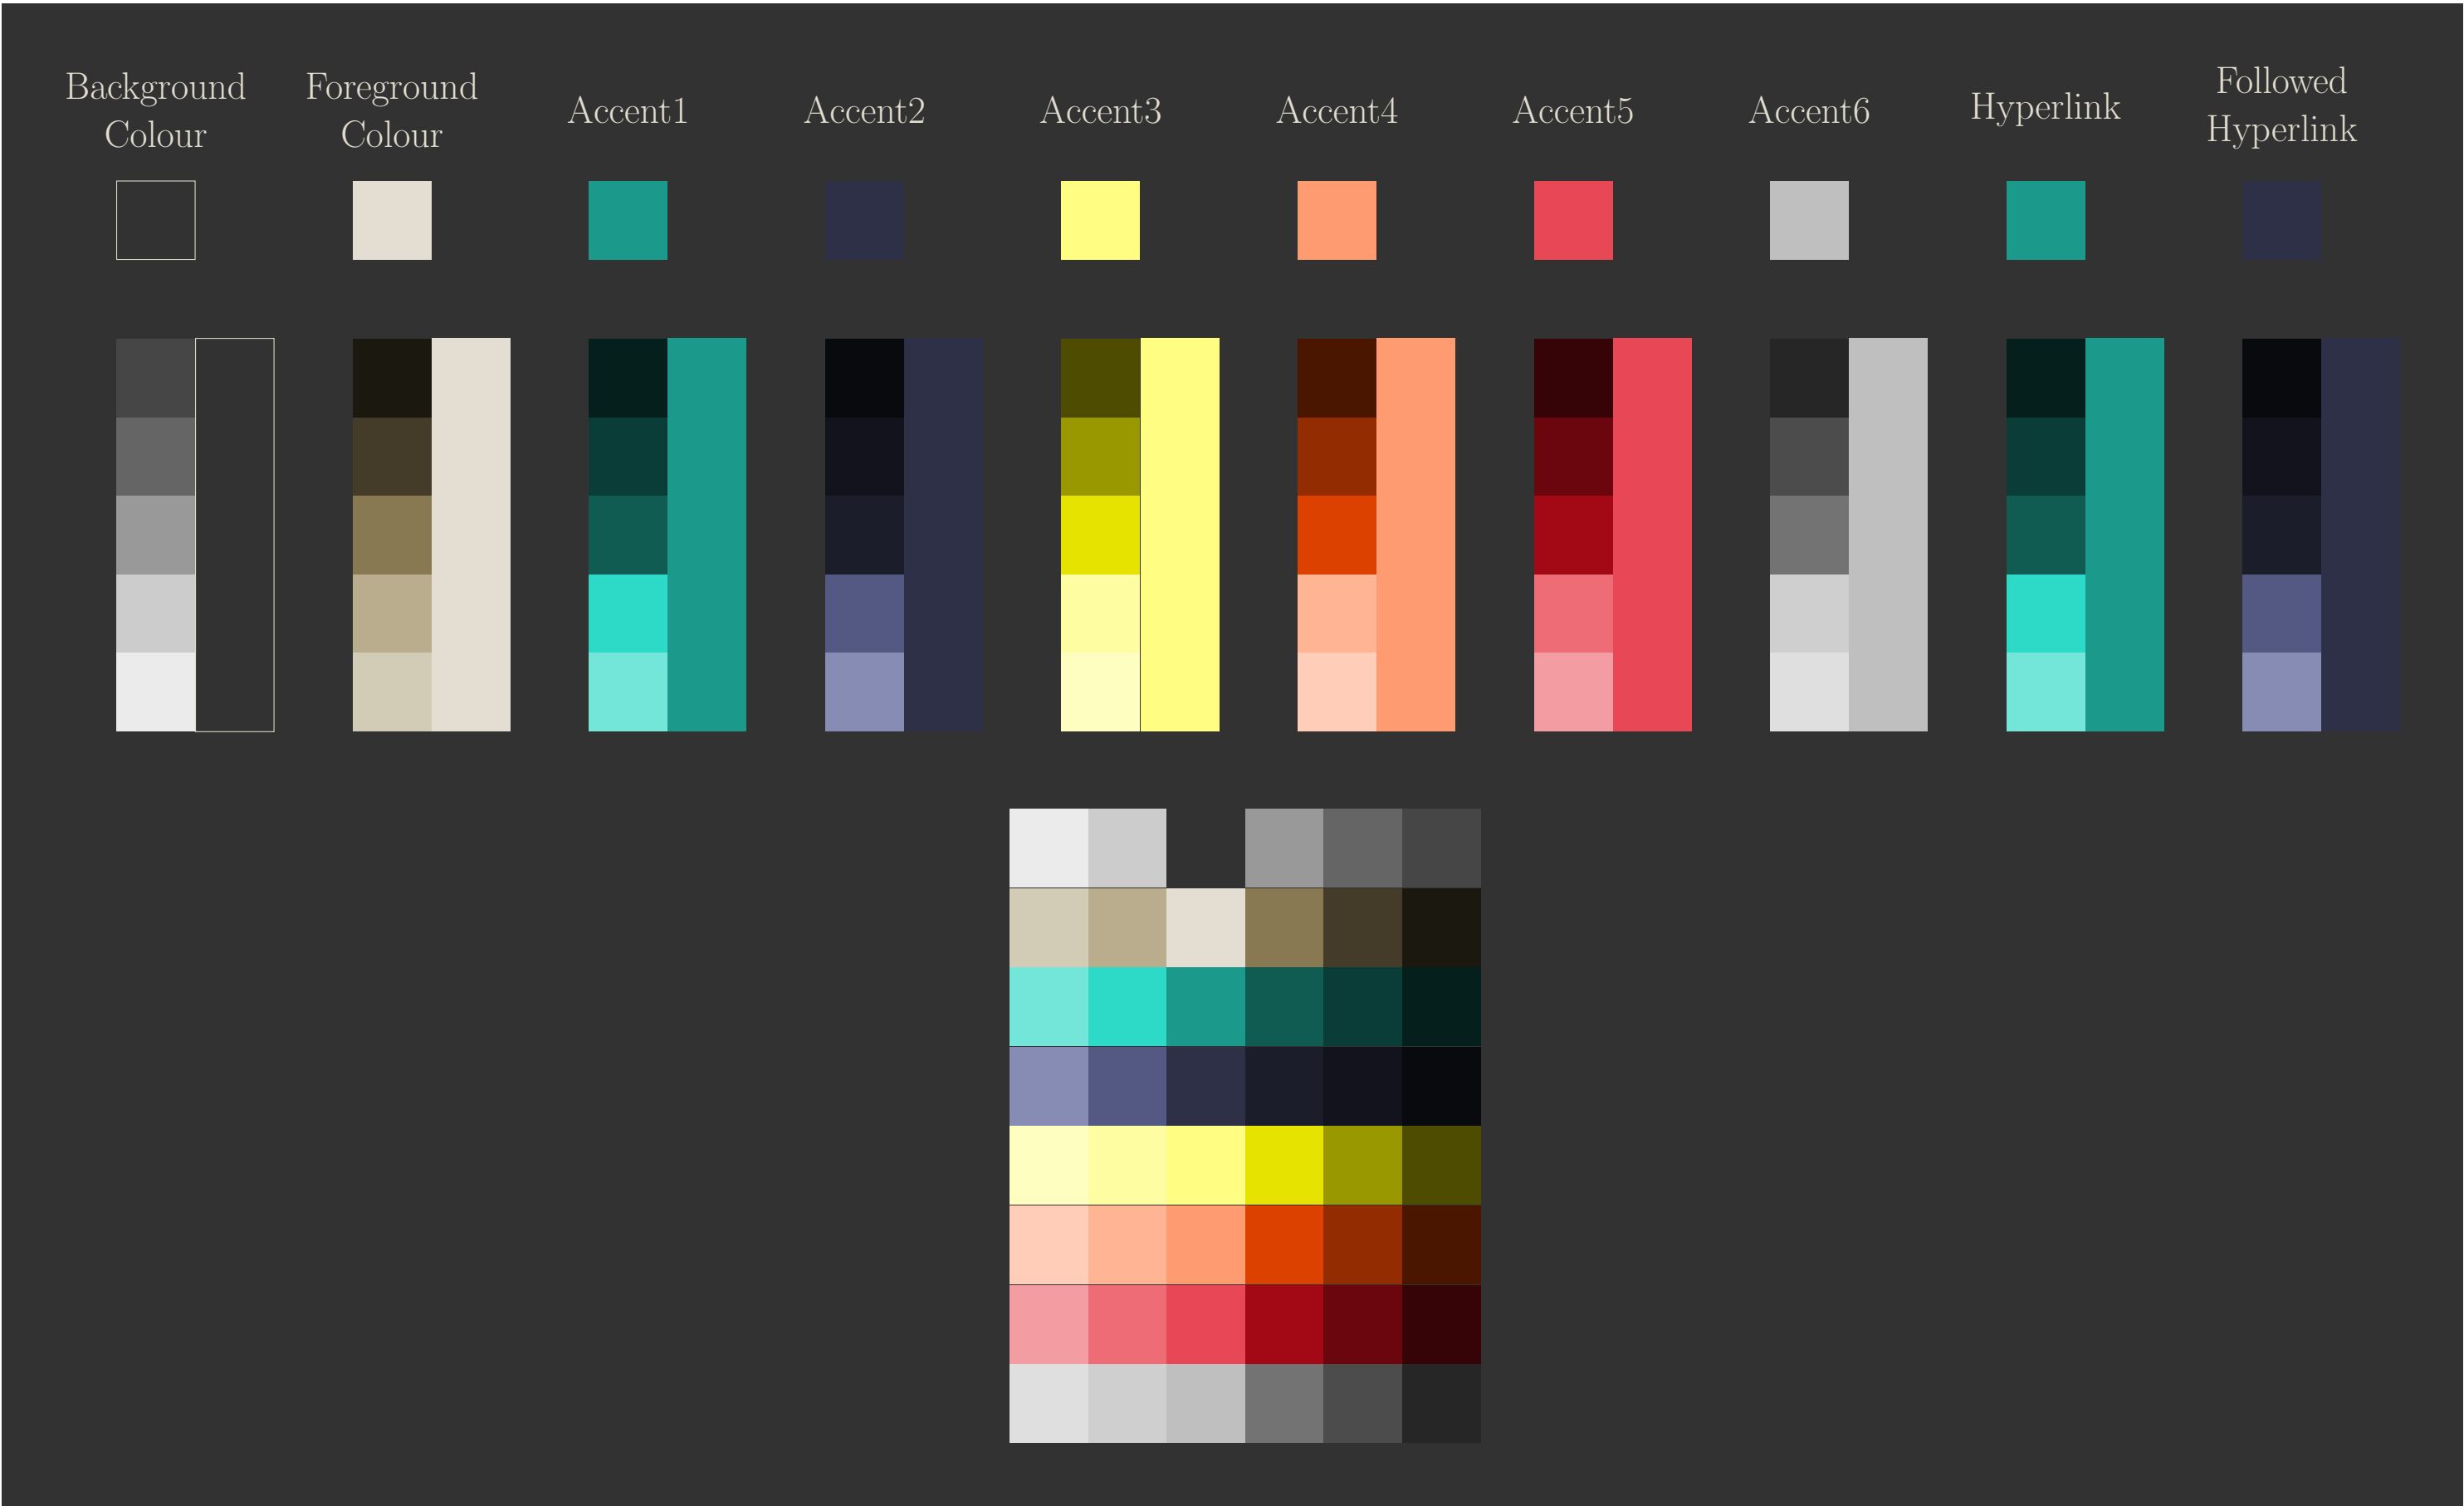 Background
Colour
Foreground
Colour
Accent1
Accent2
Accent3
Accent4
Accent5
Accent6
Hyperlink
Followed
Hyperlink